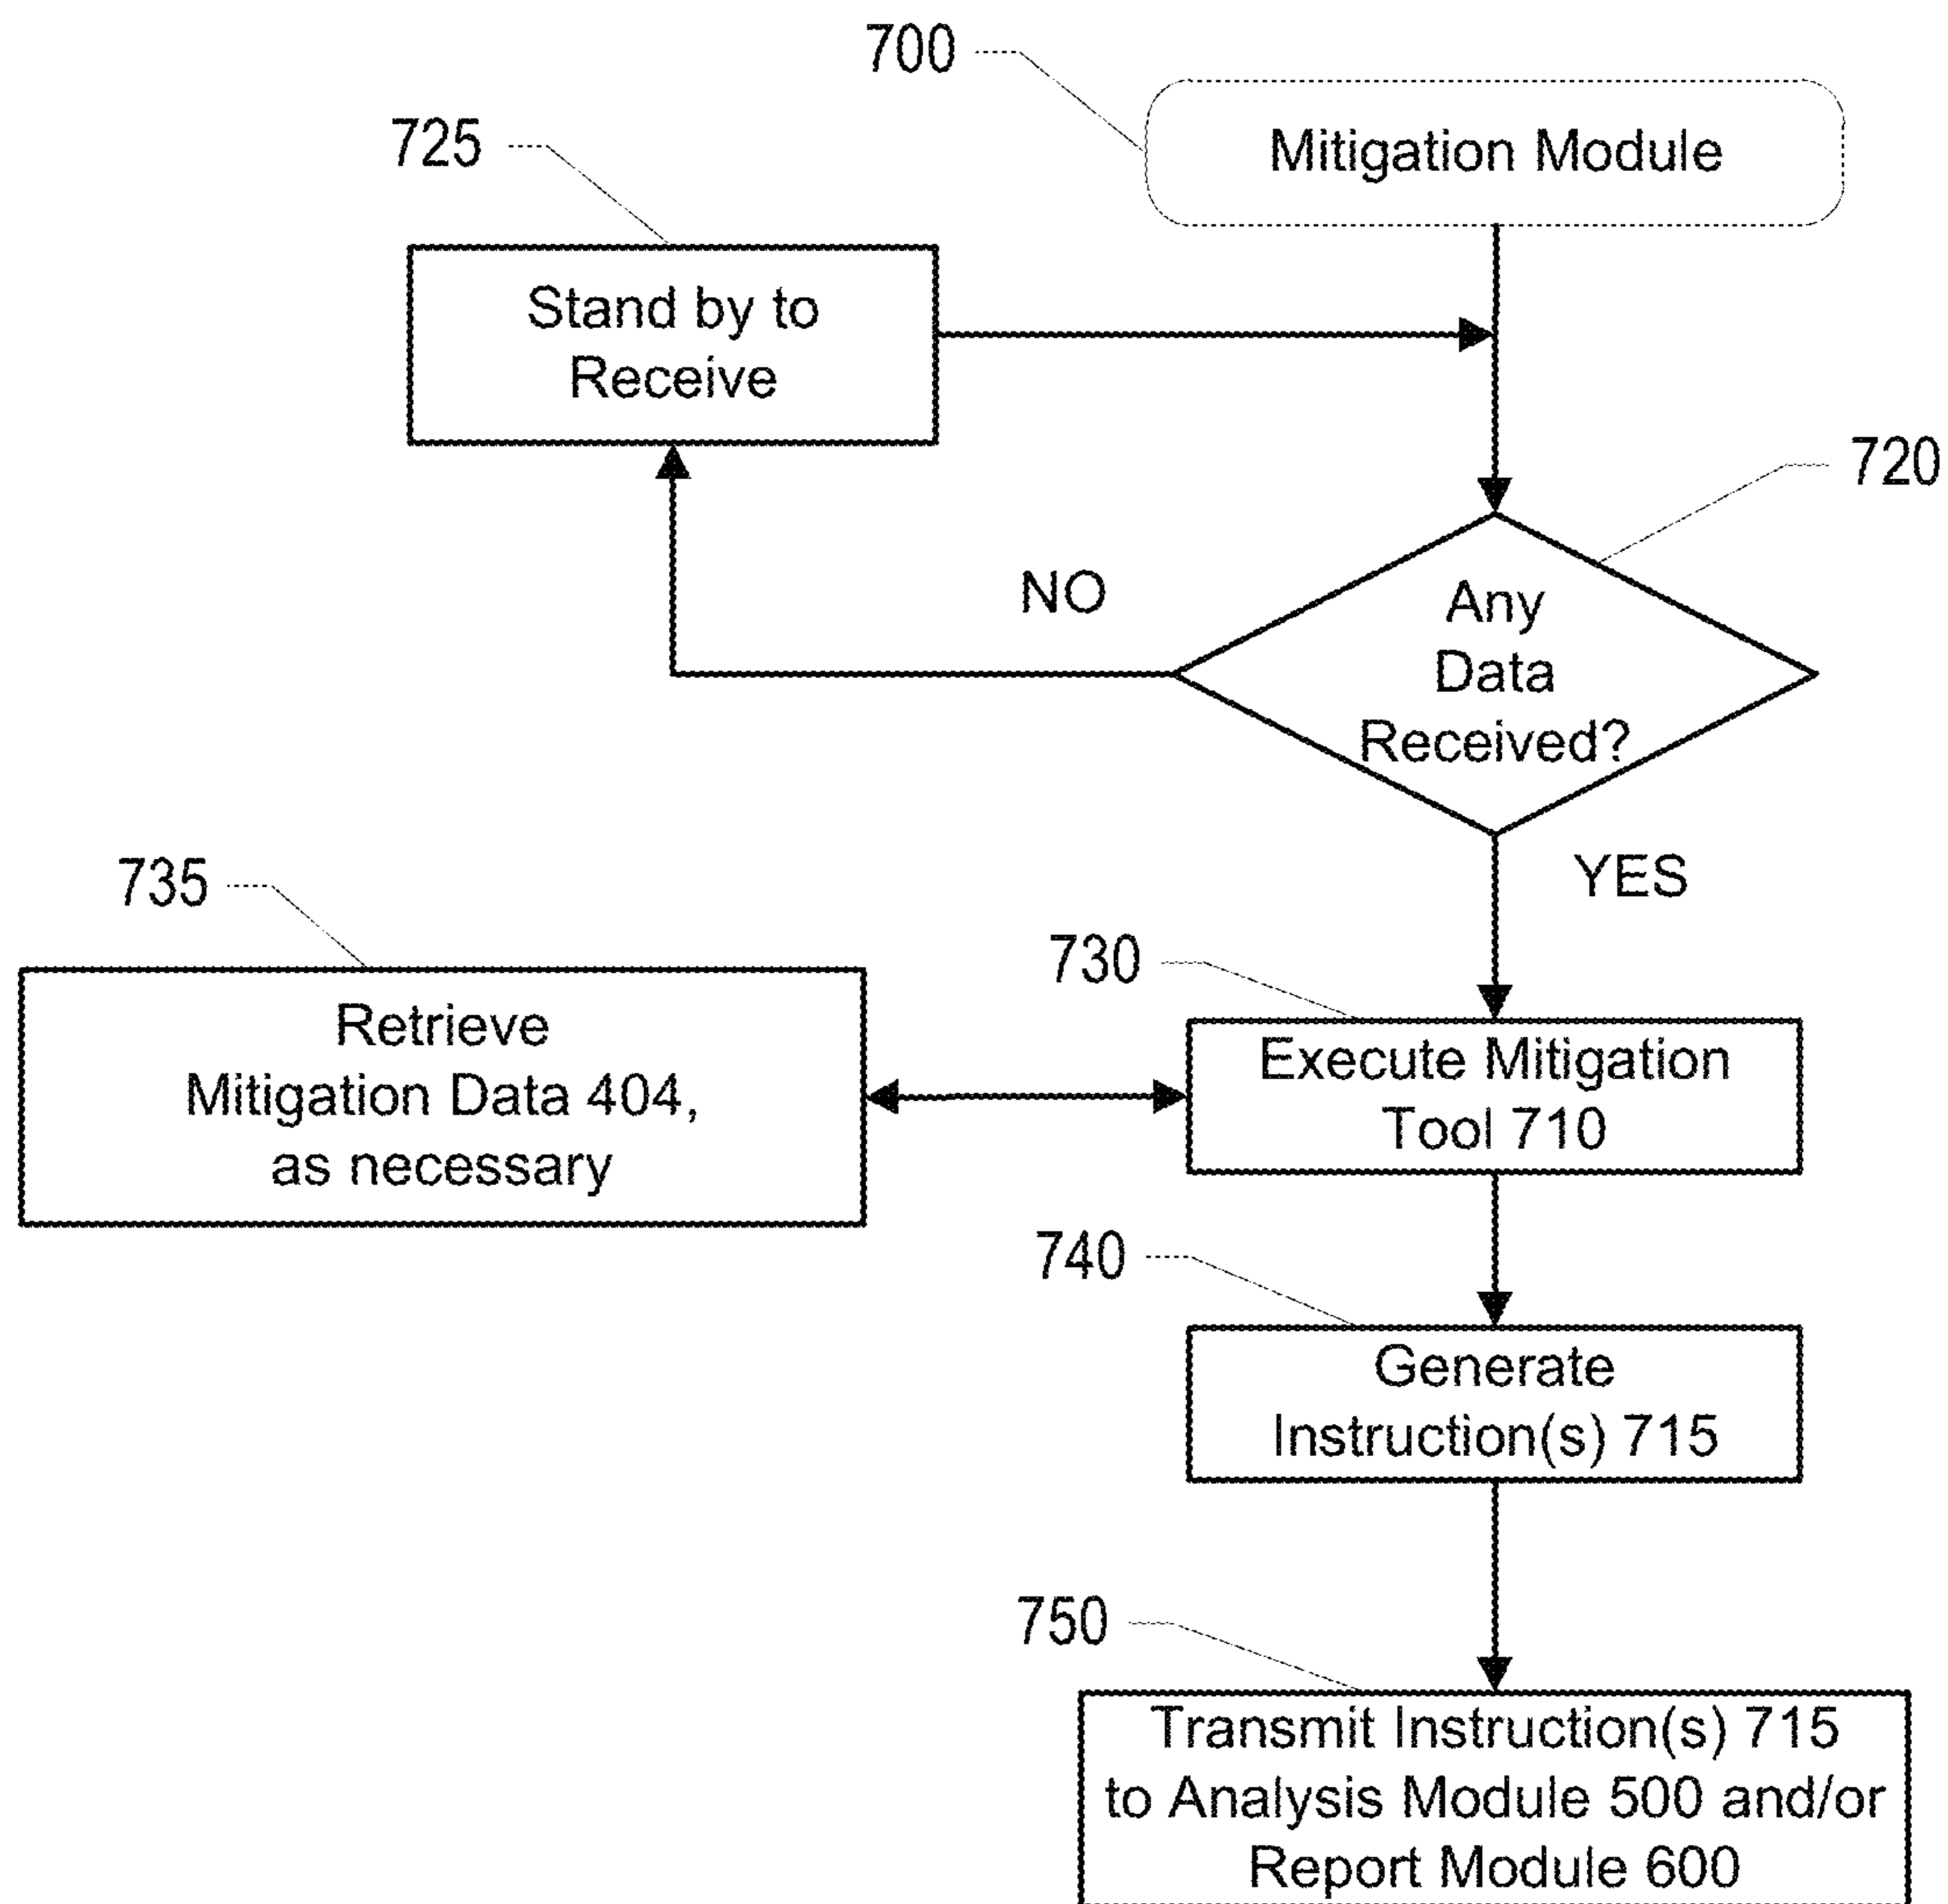 700
Mitigation Module
725
Stand by to
Receive
720
NO
Any
Data
Received?
YES
735
730
Retrieve
Mitigation Data 404,
as necessary
Execute Mitigation
Tool 710
740
Generate
Instruction(s) 715
750
Transmit Instruction(s) 715
to Analysis Module 500 and/or
Report Module 600